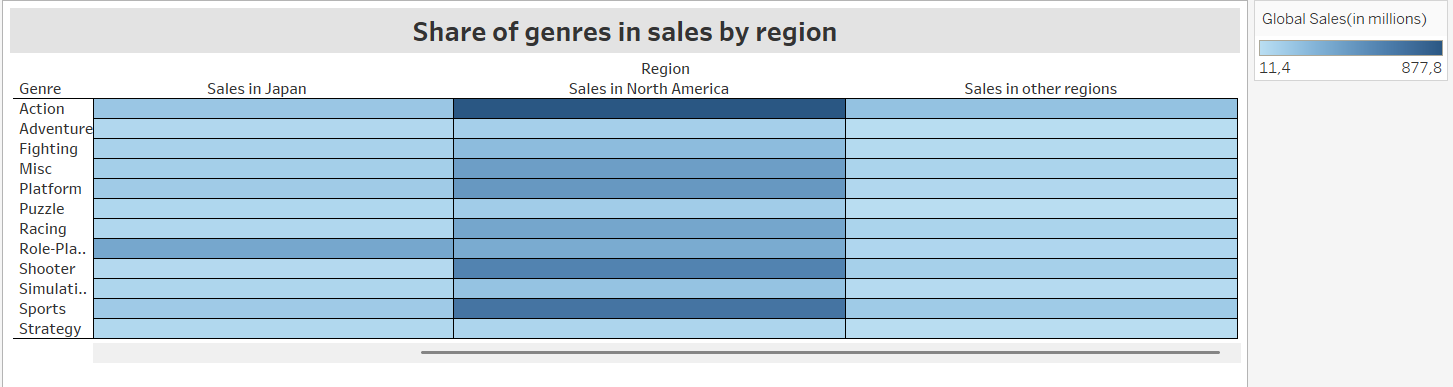 Share of genres in sales by region
Global Sales(in millions)
11,4 877,8
Region
Genre Sales in Japan Sales in North America Sales in other regions
Action
Adventure
Fighting
Misc
Platform
Puzzle
Racing
Role-Pla..
Shooter
Simulati..
Sports
Strategy